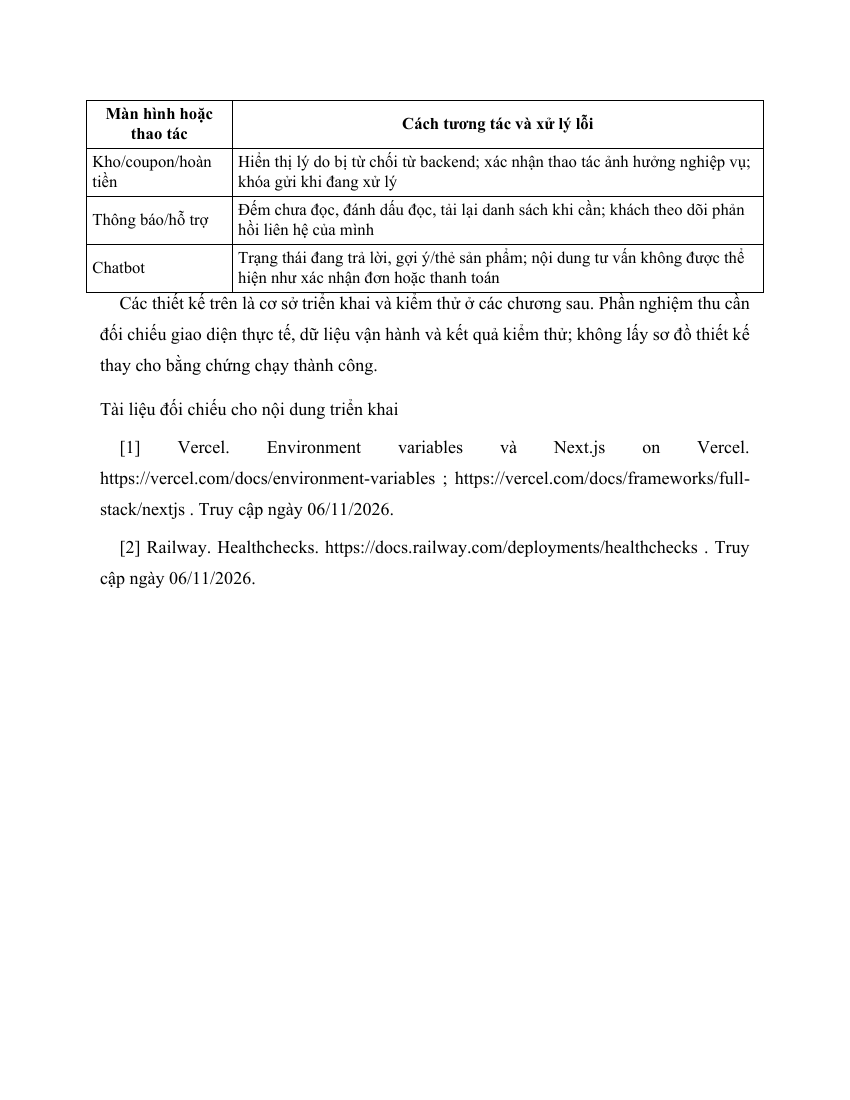 Màn hình hoặc
thao tác
Cách tương tác và xử lý lỗi
Kho/coupon/hoàn
tiền
Hiển thị lý do bị từ chối từ backend; xác nhận thao tác ảnh hưởng nghiệp vụ;
khóa gửi khi đang xử lý
Thông báo/hỗ trợ
Đếm chưa đọc, đánh dấu đọc, tải lại danh sách khi cần; khách theo dõi phản
hồi liên hệ của mình
Chatbot
Trạng thái đang trả lời, gợi ý/thẻ sản phẩm; nội dung tư vấn không được thể
hiện như xác nhận đơn hoặc thanh toán
Các thiết kế trên là cơ sở triển khai và kiểm thử ở các chương sau. Phần nghiệm thu cần
đối chiếu giao diện thực tế, dữ liệu vận hành và kết quả kiểm thử; không lấy sơ đồ thiết kế
thay cho bằng chứng chạy thành công.
Tài liệu đối chiếu cho nội dung triển khai
[1] Vercel. Environment variables và Next.js on Vercel.
https://vercel.com/docs/environment-variables ; https://vercel.com/docs/frameworks/full-
stack/nextjs . Truy cập ngày 06/11/2026.
[2] Railway. Healthchecks. https://docs.railway.com/deployments/healthchecks . Truy
cập ngày 06/11/2026.